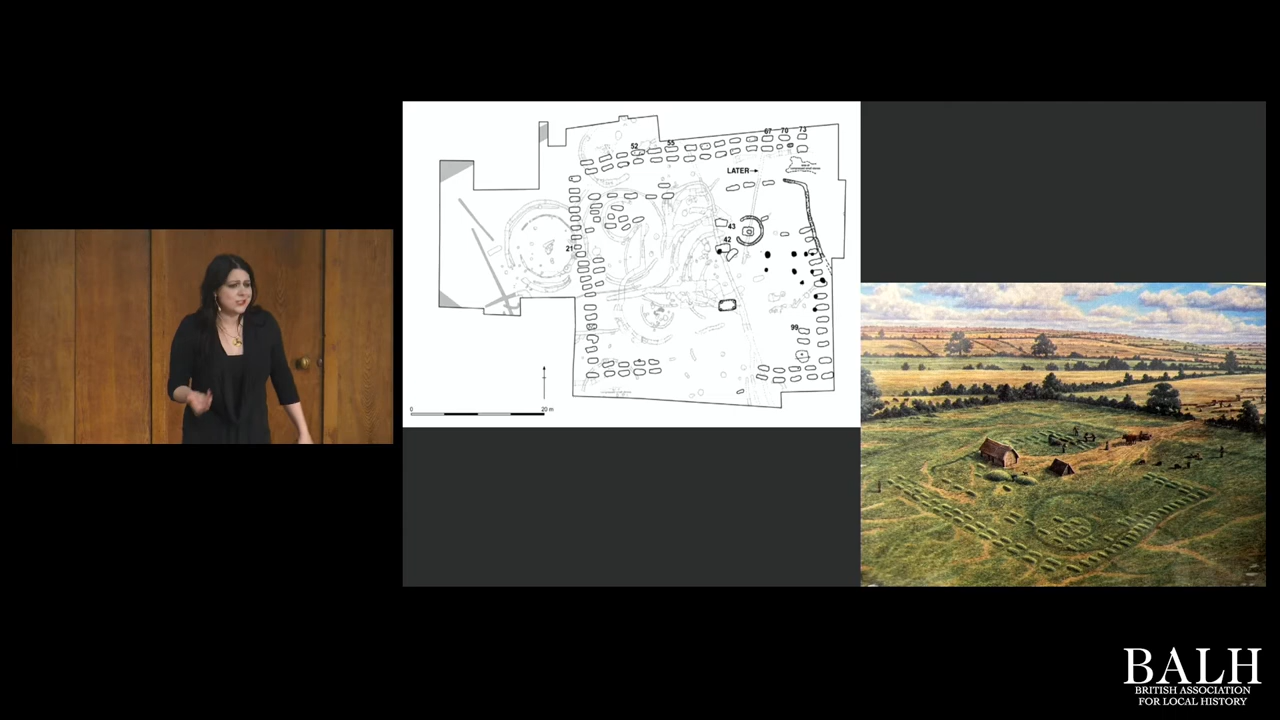 52
55
67
70
73
LATER
43
42
21
99
0
20 m
BALH
BRITISH ASSOCIATION
FOR LOCAL HISTORY